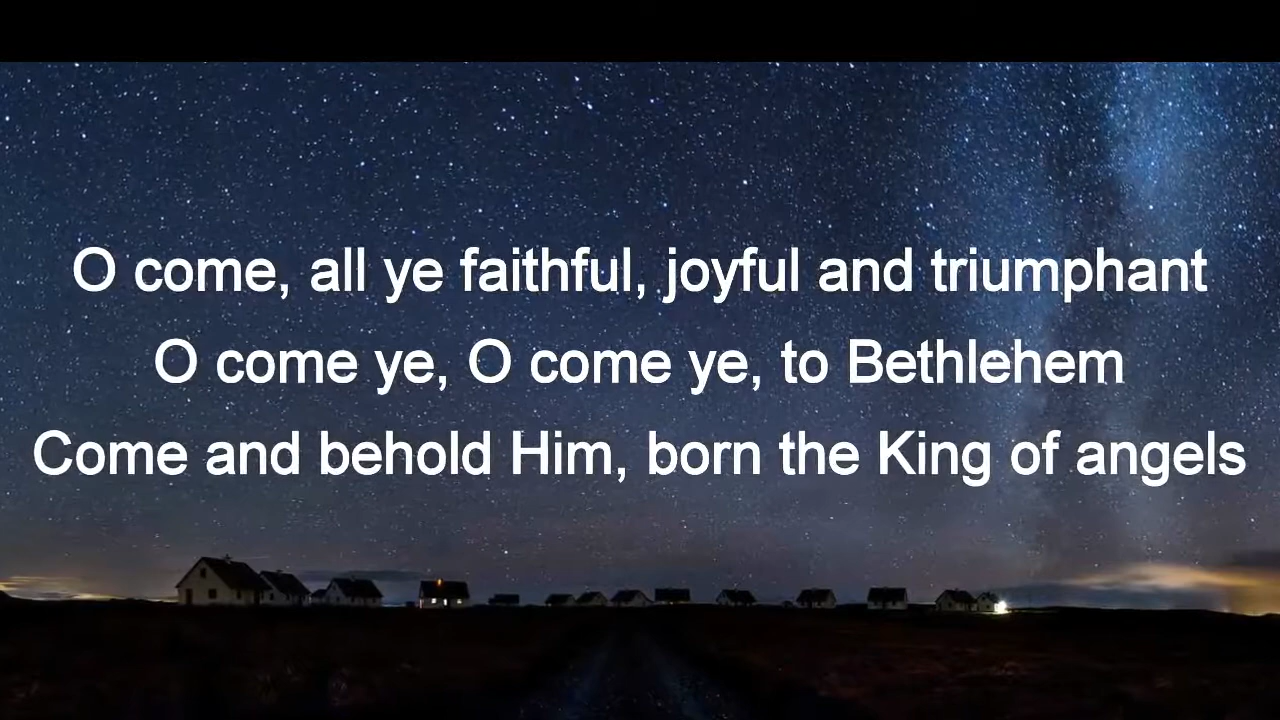 O come, all ye faithful, joyful and triumphant
O come ye, O come ye, to Bethlehem
Come and behold Him, born the King of angels